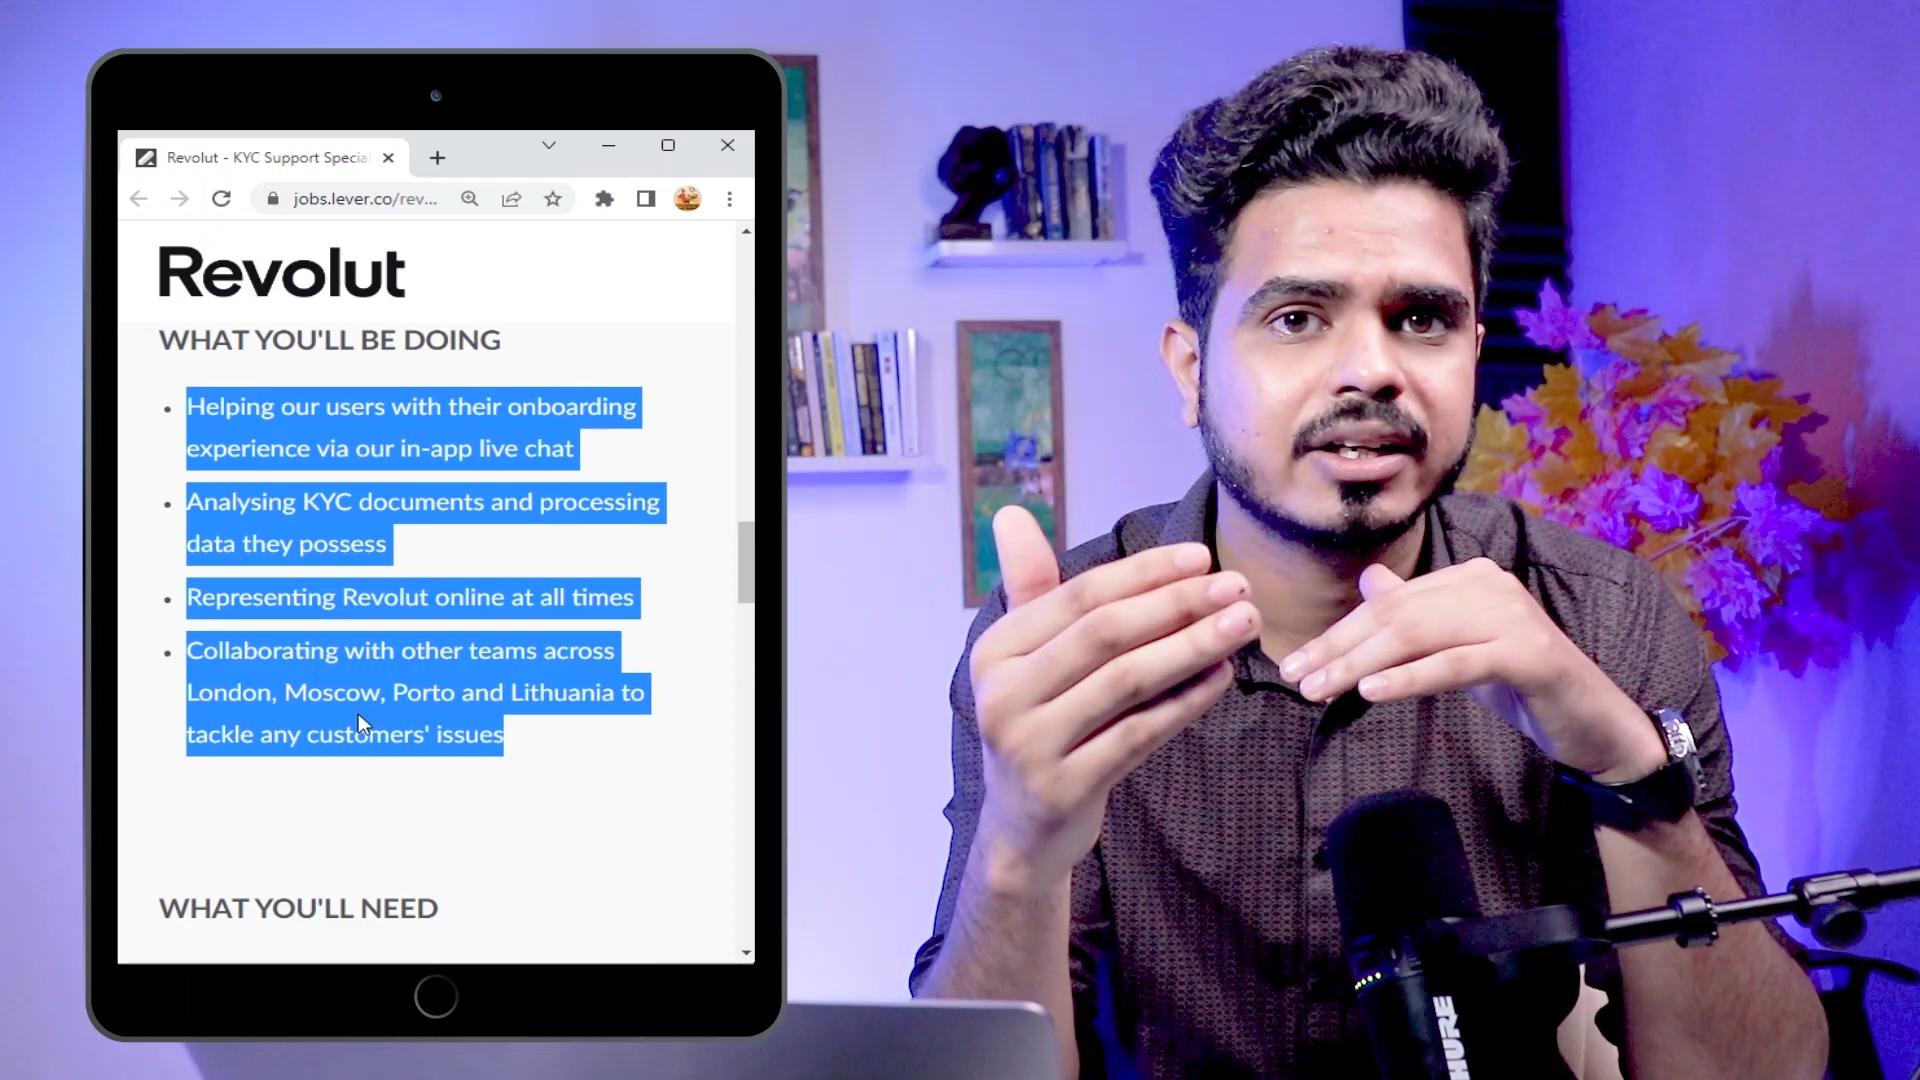 Revolut - KYC Support Specia
jobs.lever.co/rev...
Revolut
WHAT YOU'LL BE DOING
Helping our users with their onboarding
experience via our in-app live chat
Analysing KYC documents and processing
data they possess
Representing Revolut online at all times
Collaborating with other teams across
London, Moscow, Porto and Lithuania to
tackle any customers' issues
WHAT YOU'LL NEED
SHURE